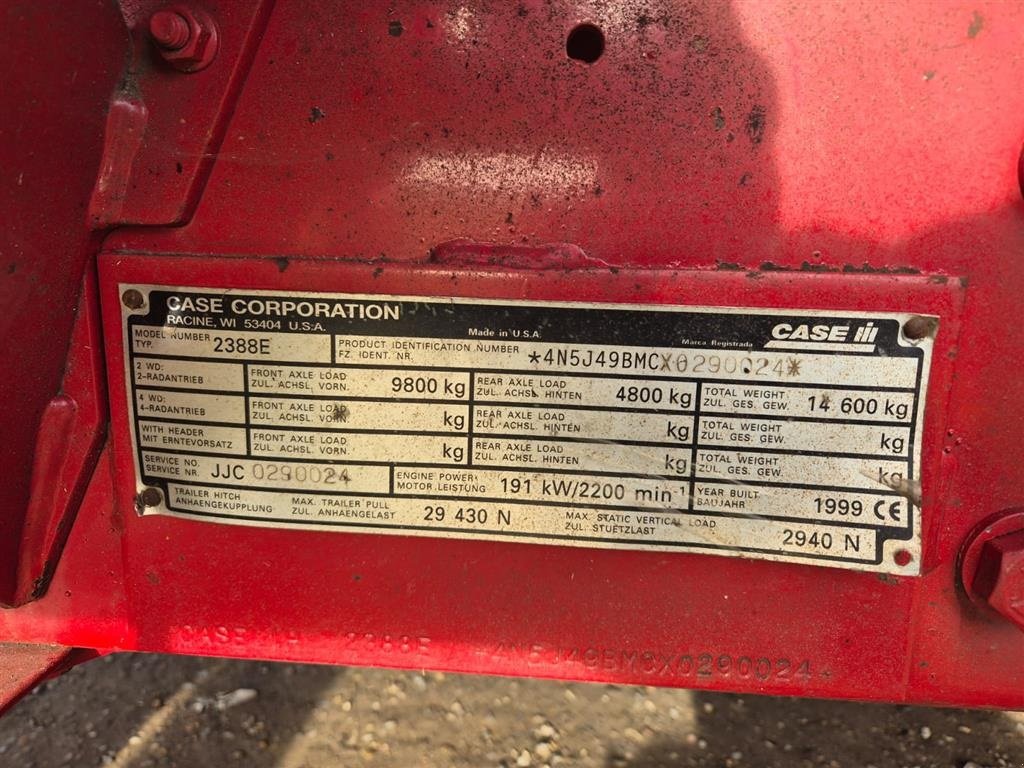 CASE CORPORATION
RACINE, WI 53404 U.S.A.
Made in U.S.A.
Marca Registrada
CASE IH
MODEL NUMBER
TYP.
2388E
PRODUCT IDENTIFICATION NUMBER
FZ. IDENT. NR.
*4N5J49BMCX0290024*
2 WD:
2-RADANTRIEB
FRONT AXLE LOAD
ZUL. ACHSL. VORN.
9800 kg
REAR AXLE LOAD
ZUL. ACHSL. HINTEN
4800 kg
TOTAL WEIGHT
ZUL. GES. GEW.
14 600 kg
4 WD:
4-RADANTRIEB
FRONT AXLE LOAD
ZUL. ACHSL. VORN.
kg
REAR AXLE LOAD
ZUL. ACHSL. HINTEN
kg
TOTAL WEIGHT
ZUL. GES. GEW.
kg
WITH HEADER
MIT ERNTEVORSATZ
FRONT AXLE LOAD
ZUL. ACHSL. VORN.
kg
REAR AXLE LOAD
ZUL. ACHSL. HINTEN
kg
TOTAL WEIGHT
ZUL. GES. GEW.
kg
SERVICE NO.
SERVICE NR.
JJC 0290024
ENGINE POWER
MOTOR LEISTUNG
191 kW/2200 min-1
YEAR BUILT
BAUJAHR
1999 CE
TRAILER HITCH
ANHAENGEKUPPLUNG
MAX. TRAILER PULL
ZUL. ANHAENGELAST
29 430 N
MAX. STATIC VERTICAL LOAD
ZUL. STUETZLAST
2940 N
CASE IH 2388E *4N5J49BMCX0290024*